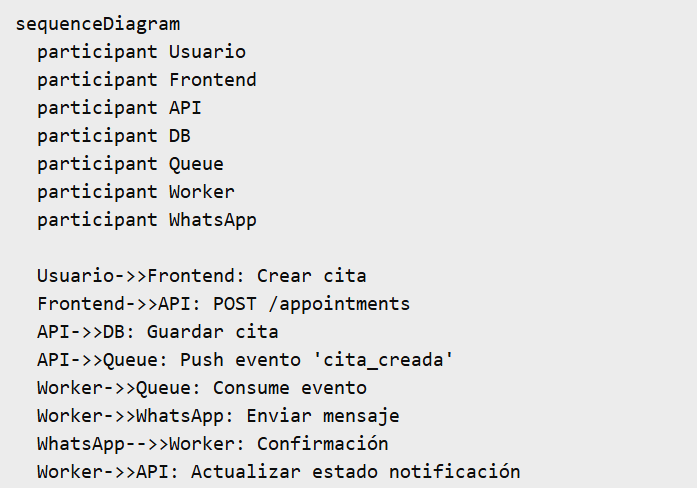 sequenceDiagram
participant Usuario
participant Frontend
participant API
participant DB
participant Queue
participant Worker
participant WhatsApp
Usuario->>Frontend: Crear cita
Frontend->>API: POST /appointments
API->>DB: Guardar cita
API->>Queue: Push evento 'cita_creada'
Worker->>Queue: Consume evento
Worker->>WhatsApp: Enviar mensaje
WhatsApp-->>Worker: Confirmación
Worker->>API: Actualizar estado notificación